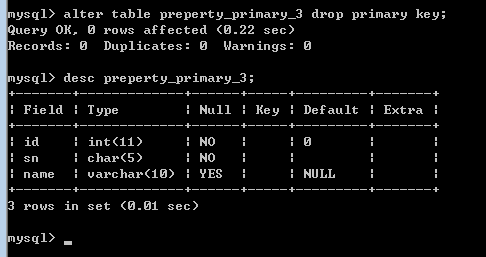 mysql> alter table preperty_primary_3 drop primary key;
Query OK, 0 rows affected (0.22 sec)
Records: 0  Duplicates: 0  Warnings: 0
mysql> desc preperty_primary_3;
+-------+-------------+------+-----+---------+-------+
| Field | Type        | Null | Key | Default | Extra |
+-------+-------------+------+-----+---------+-------+
| id    | int(11)     | NO   |     | 0       |       |
| sn    | char(5)     | NO   |     |         |       |
| name  | varchar(10) | YES  |     | NULL    |       |
+-------+-------------+------+-----+---------+-------+
3 rows in set (0.01 sec)
mysql> _